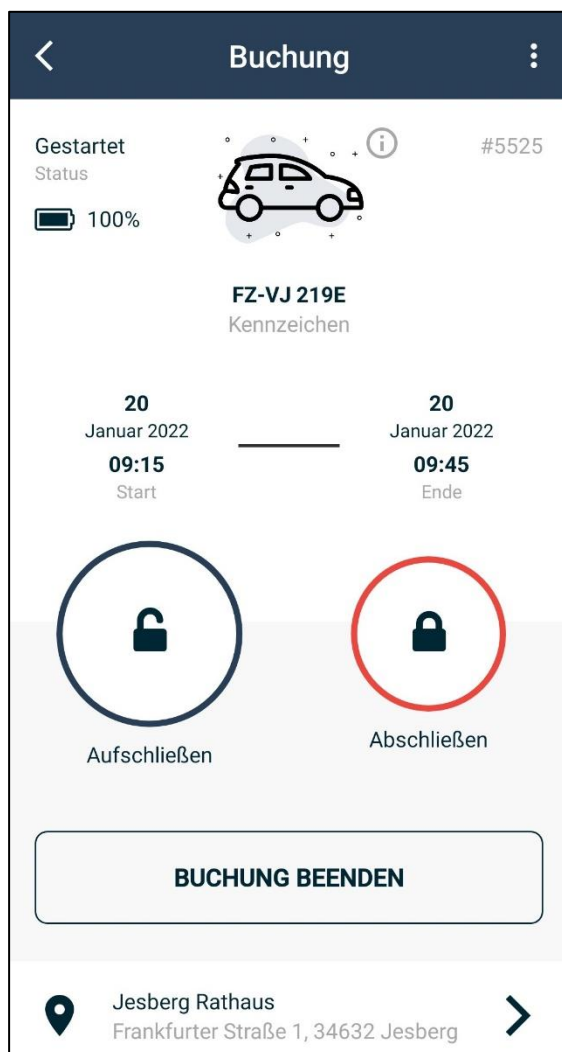 Buchung
Gestartet
Status
#5525
100%
FZ-VJ 219E
Kennzeichen
20
Januar 2022
09:15
Start
20
Januar 2022
09:45
Ende
Aufschließen
Abschließen
BUCHUNG BEENDEN
Jesberg Rathaus
Frankfurter Straße 1, 34632 Jesberg